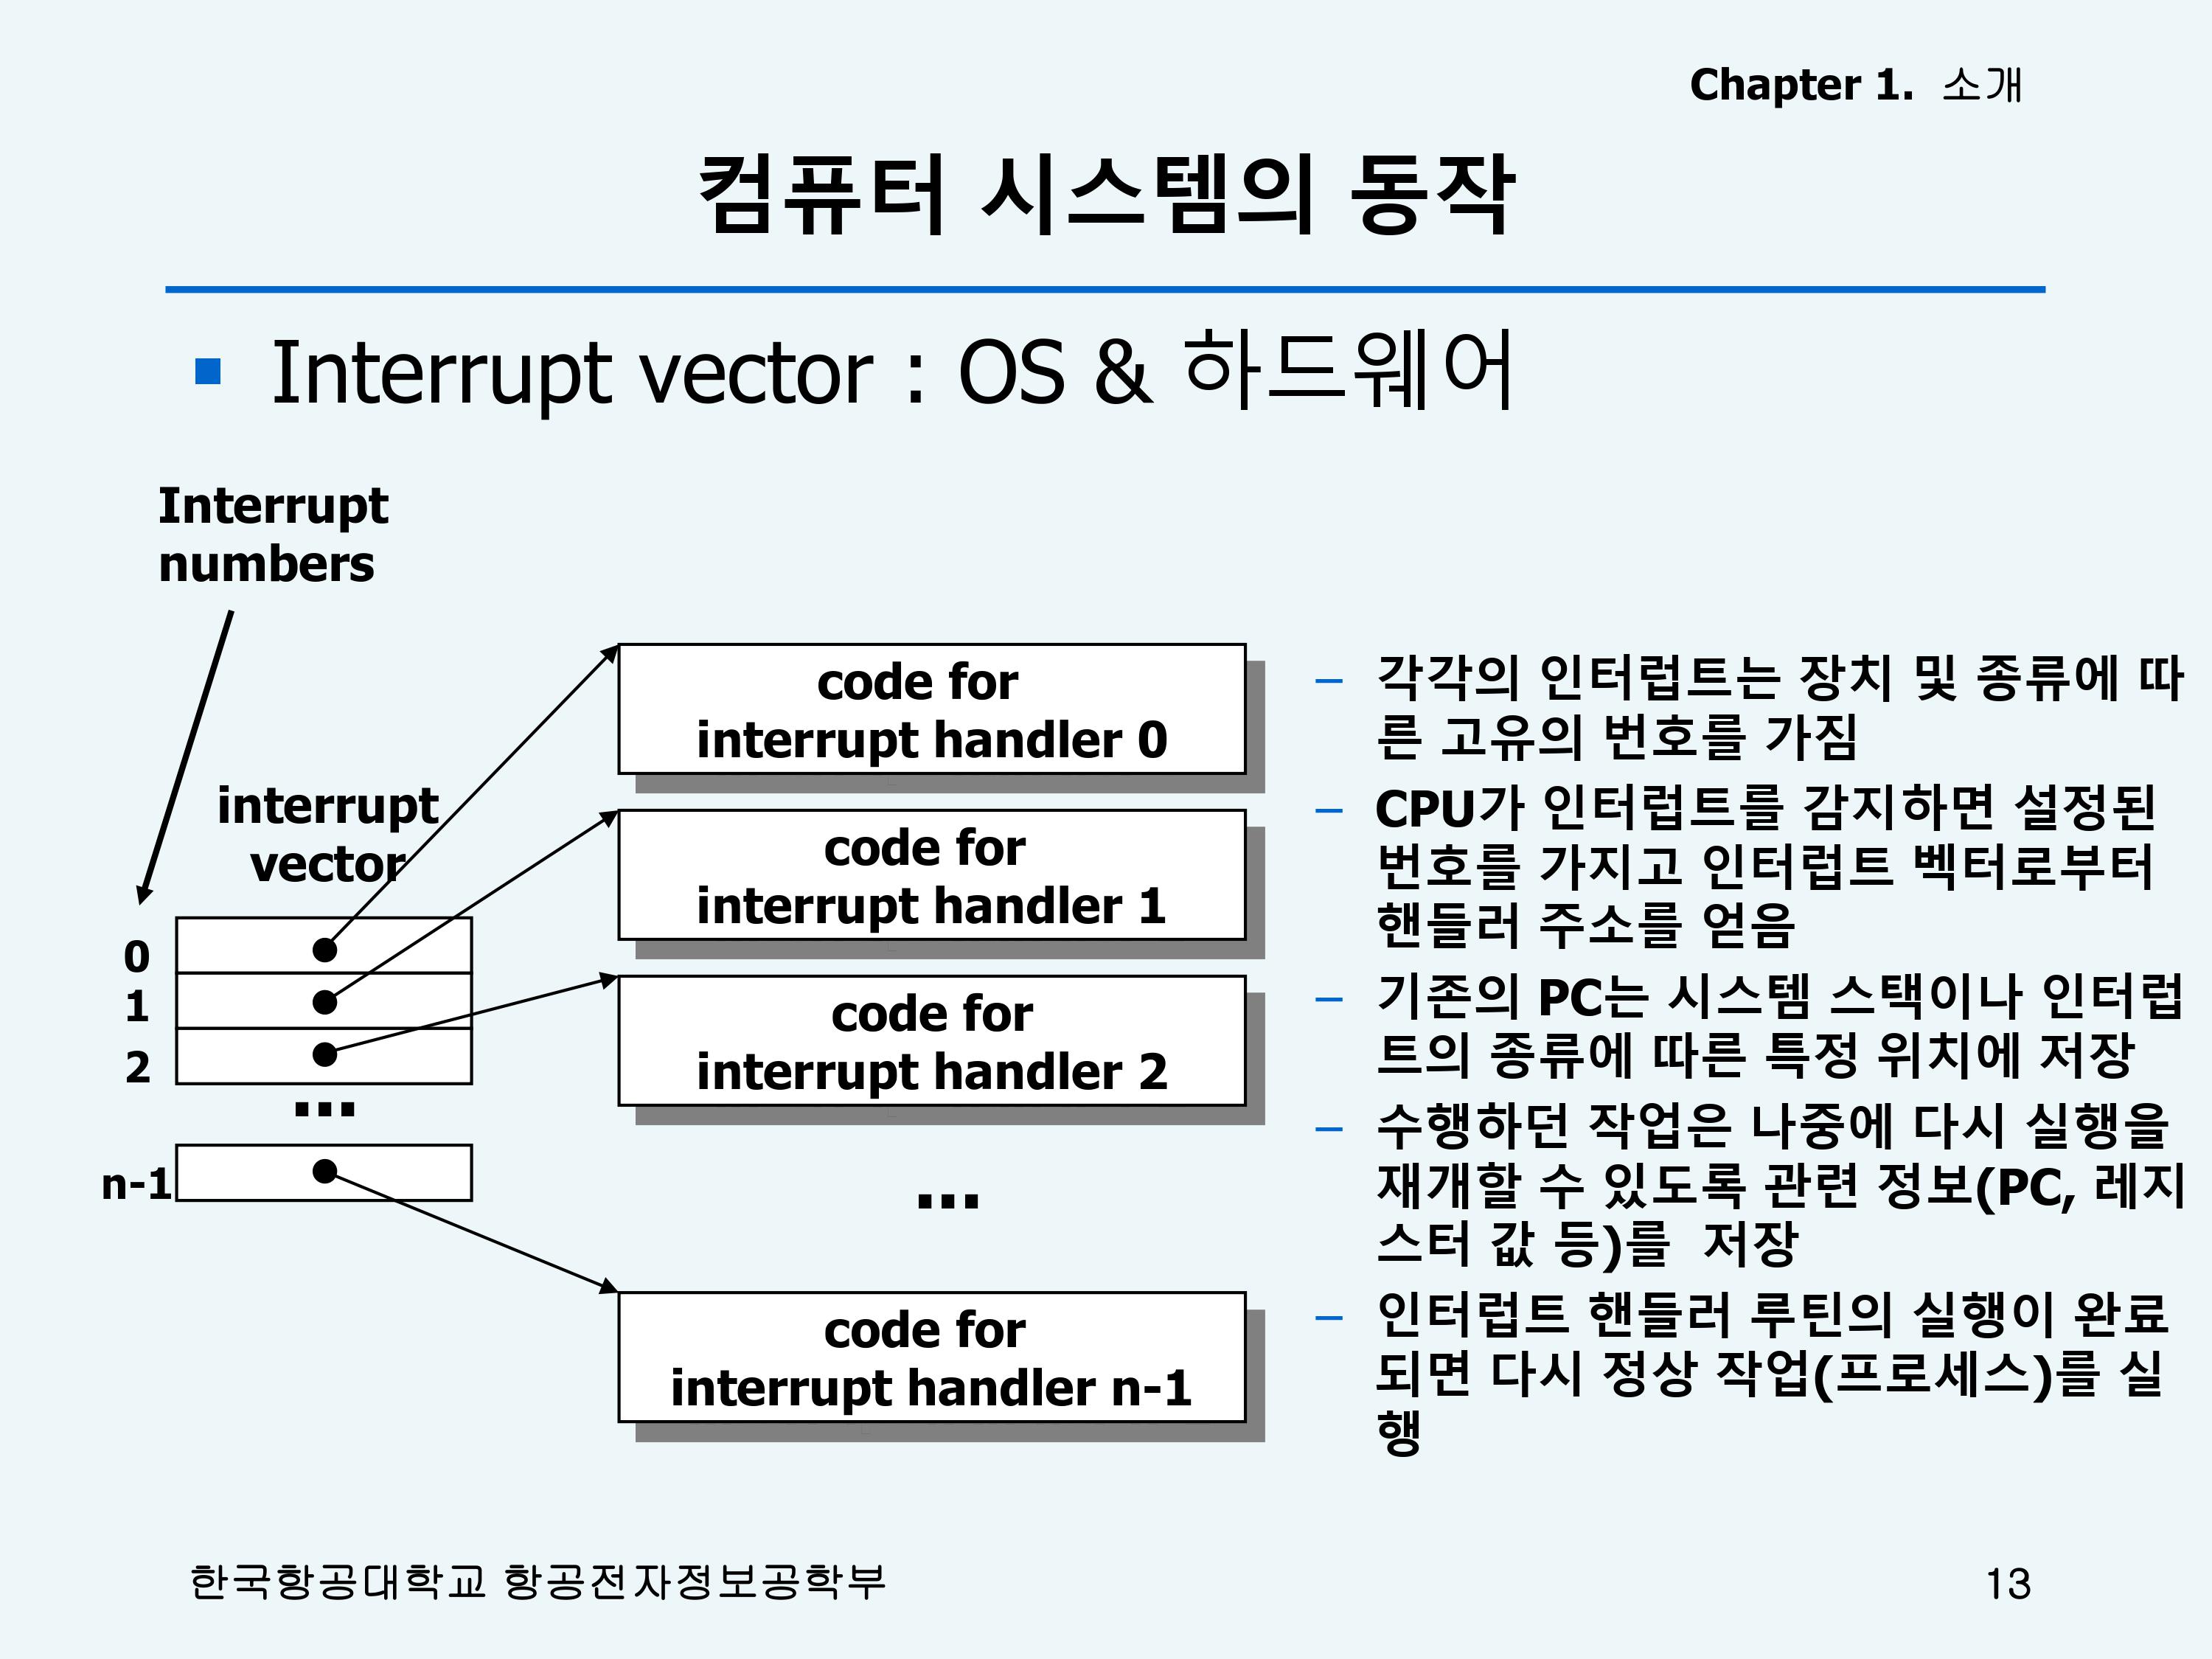 Chapter 1. 소개
컴퓨터 시스템의 동작
Interrupt vector : OS & 하드웨어
Interrupt
numbers
interrupt
vector
0
1
2
...
n-1
code for
interrupt handler 0
code for
interrupt handler 1
code for
interrupt handler 2
...
code for
interrupt handler n-1
– 각각의 인터럽트는 장치 및 종류에 따
른 고유의 번호를 가짐
– CPU가 인터럽트를 감지하면 설정된
번호를 가지고 인터럽트 벡터로부터
핸들러 주소를 얻음
– 기존의 PC는 시스템 스택이나 인터럽
트의 종류에 따른 특정 위치에 저장
– 수행하던 작업은 나중에 다시 실행을
재개할 수 있도록 관련 정보(PC, 레지
스터 값 등)를 저장
– 인터럽트 핸들러 루틴의 실행이 완료
되면 다시 정상 작업(프로세스)를 실
행
한국항공대학교 항공전자정보공학부
13